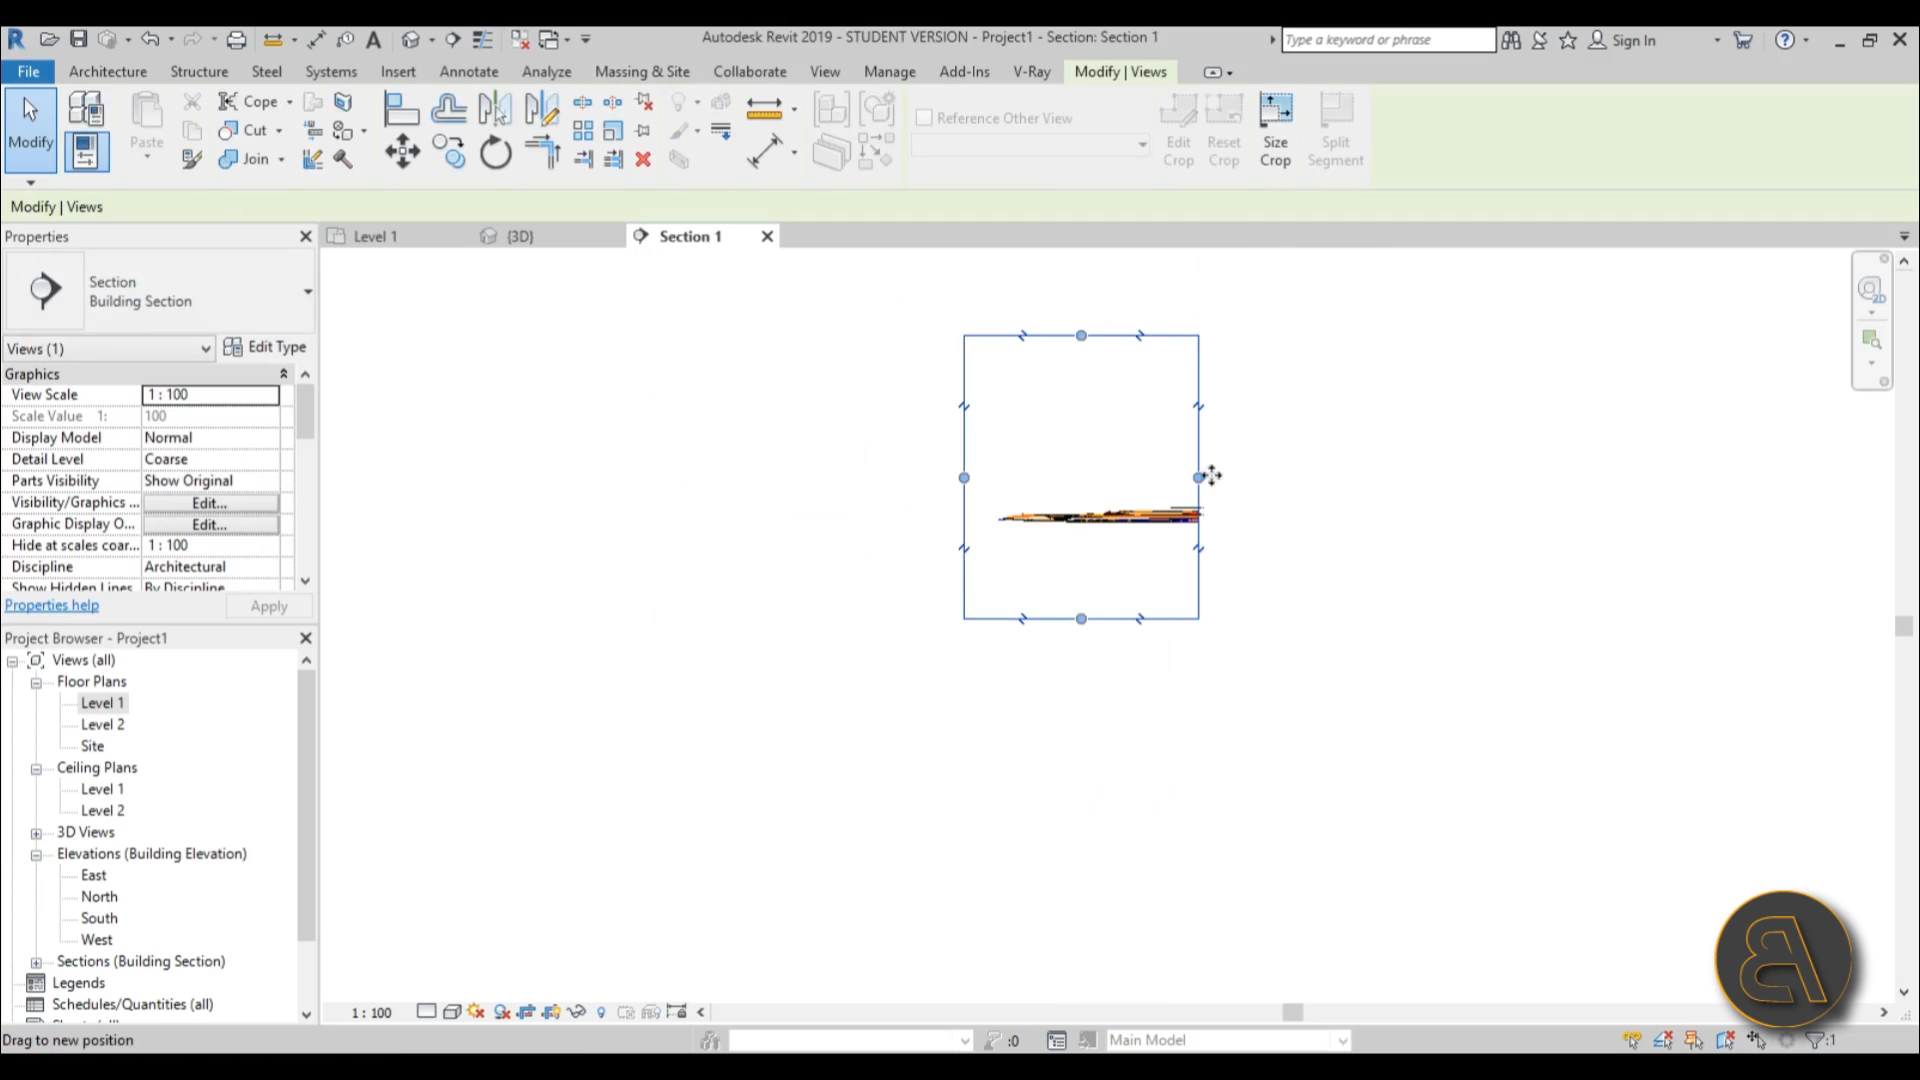 Autodesk Revit 2019 - STUDENT VERSION - Project1 - Section: Section 1
Type a keyword or phrase
Sign In
File
Architecture
Structure
Steel
Systems
Insert
Annotate
Analyze
Massing & Site
Collaborate
View
Manage
Add-Ins
V-Ray
Modify | Views
Modify
Paste
Cope
Cut
Join
Reference Other View
Edit Crop
Reset Crop
Size Crop
Split Segment
Modify | Views
Properties
Level 1
{3D}
Section 1
Section
Building Section
Views (1)
Edit Type
Graphics
View Scale 1 : 100
Scale Value 1: 100
Display Model Normal
Detail Level Coarse
Parts Visibility Show Original
Visibility/Graphics ... Edit...
Graphic Display O... Edit...
Hide at scales coar... 1 : 100
Discipline Architectural
Show Hidden Lines By Discipline
Properties help
Apply
2D
Project Browser - Project1
Views (all)
Floor Plans
Level 1
Level 2
Site
Ceiling Plans
Level 1
Level 2
3D Views
Elevations (Building Elevation)
East
North
South
West
Sections (Building Section)
Legends
Schedules/Quantities (all)
1 : 100
Drag to new position
:0
Main Model
:1